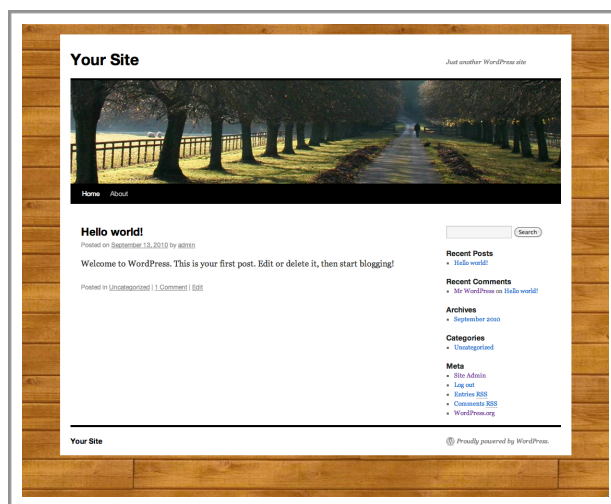 Your Site
Just another WordPress site
Home About
Hello world!
Posted on September 13, 2010 by admin
Welcome to WordPress. This is your first post. Edit or delete it, then start blogging!
Posted in Uncategorized | 1 Comment | Edit
Search
Recent Posts
Hello world!
Recent Comments
Mr WordPress on Hello world!
Archives
September 2010
Categories
Uncategorized
Meta
Site Admin
Log out
Entries RSS
Comments RSS
WordPress.org
Your Site
Proudly powered by WordPress.